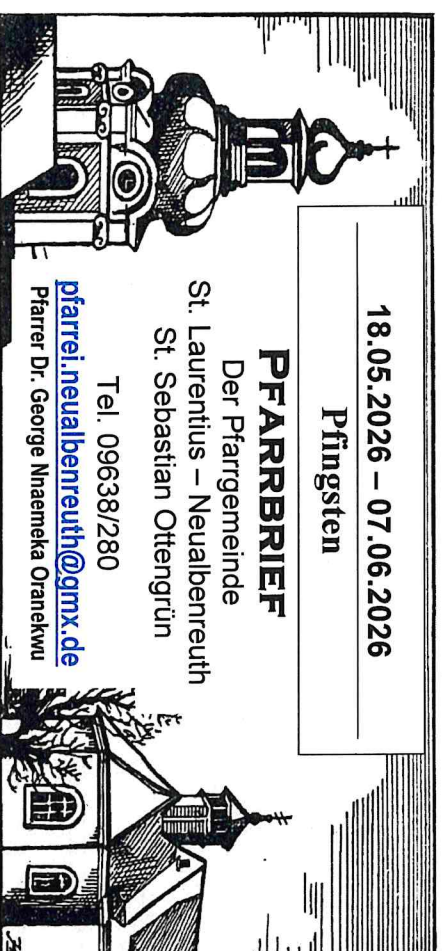 18.05.2026 – 07.06.2026
Pfingsten
PFARRBRIEF
Der Pfarrgemeinde
St. Laurentius – Neualbenreuth
St. Sebastian Ottengrün
Tel. 09638/280
pfarrei.neualbenreuth@gmx.de
Pfarrer Dr. George Nnaemeka Oranekwu